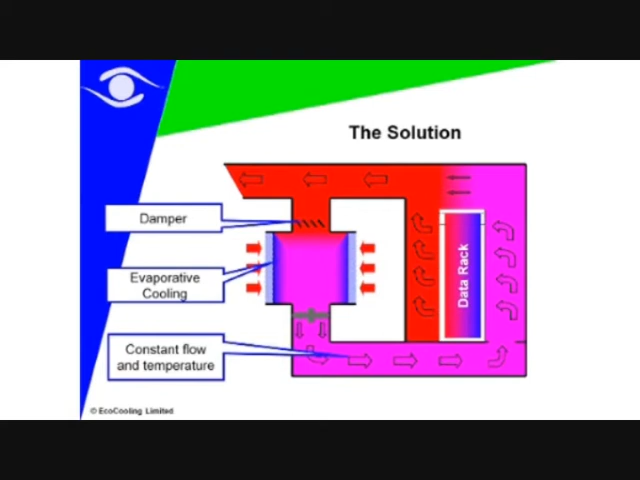 The Solution
Damper
Evaporative
Cooling
Data Rack
Constant flow
and temperature
© EcoCooling Limited